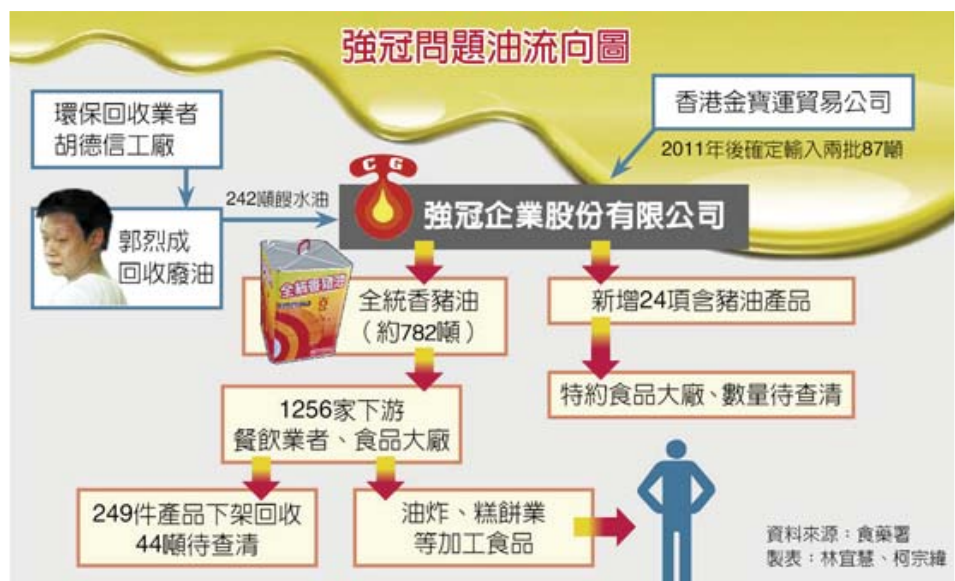 強冠問題油流向圖
環保回收業者
胡德信工廠
香港金寶運貿易公司
2011年後確定輸入兩批87噸
郭烈成
回收廢油
242噸餿水油
CG
強冠企業股份有限公司
全統香豬油
全統香豬油
（約782噸）
新增24項含豬油產品
特約食品大廠、數量待查清
1256家下游
餐飲業者、食品大廠
249件產品下架回收
44噸待查清
油炸、糕餅業
等加工食品
資料來源：食藥署
製表：林宜慧、柯宗緯